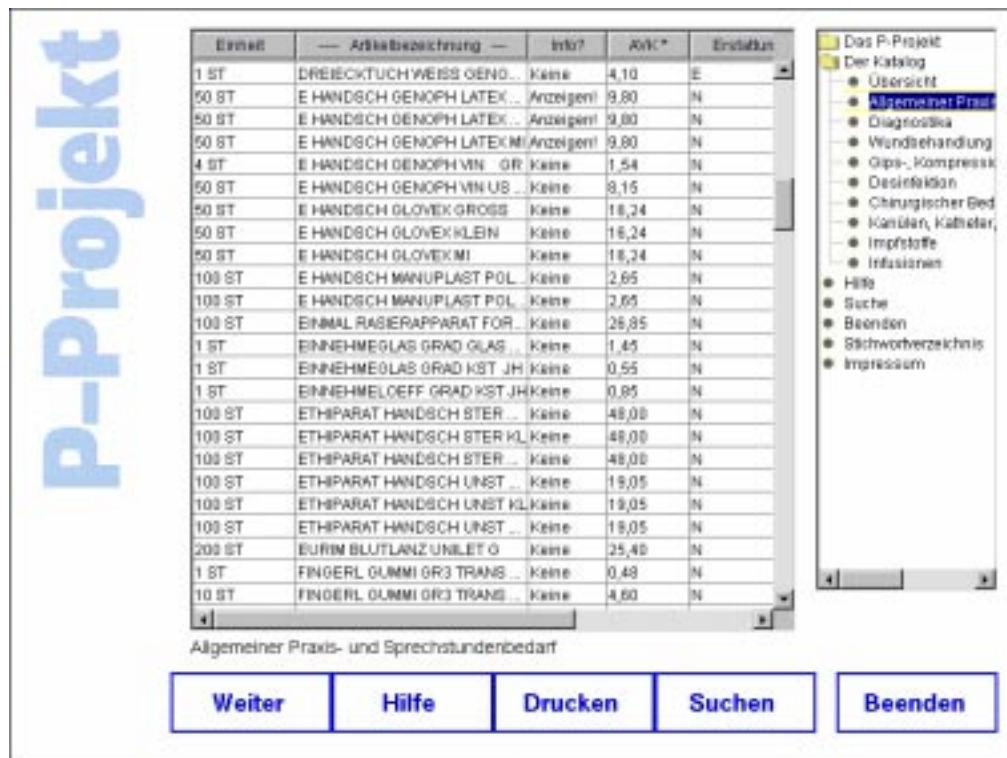 P-Projekt
Einheit ---- Artikelbezeichnung ---- Info? AVK * Erstattun
1 ST DREIECKTUCH WEISS GENO... Keine 4,10 E
50 ST E HANDSCH GENOPH LATEX ... Anzeigen! 9,80 N
50 ST E HANDSCH GENOPH LATEX ... Anzeigen! 9,80 N
50 ST E HANDSCH GENOPH LATEX MI Anzeigen! 9,80 N
4 ST E HANDSCH GENOPH VIN GR Keine 1,54 N
50 ST E HANDSCH GENOPH VIN US ... Keine 8,15 N
50 ST E HANDSCH GLOVEX GROSS Keine 16,24 N
50 ST E HANDSCH GLOVEX KLEIN Keine 16,24 N
50 ST E HANDSCH GLOVEX MI Keine 16,24 N
100 ST E HANDSCH MANUPLAST POL... Keine 2,65 N
100 ST E HANDSCH MANUPLAST POL... Keine 2,65 N
100 ST EINMAL RASIERAPPARAT FOR... Keine 26,85 N
1 ST EINNEHMEGLAS GRAD GLAS ... Keine 1,45 N
1 ST EINNEHMEGLAS GRAD KST JH Keine 0,55 N
1 ST EINNEHMELOEFF GRAD KST JH Keine 0,85 N
100 ST ETHIPARAT HANDSCH STER ... Keine 48,00 N
100 ST ETHIPARAT HANDSCH STER KL Keine 48,00 N
100 ST ETHIPARAT HANDSCH STER ... Keine 48,00 N
100 ST ETHIPARAT HANDSCH UNST ... Keine 19,05 N
100 ST ETHIPARAT HANDSCH UNST KL Keine 19,05 N
100 ST ETHIPARAT HANDSCH UNST ... Keine 19,05 N
200 ST EURIM BLUTLANZ UNILET G Keine 25,40 N
1 ST FINGERL GUMMI GR3 TRANS ... Keine 0,48 N
10 ST FINGERL GUMMI GR3 TRANS ... Keine 4,60 N
Allgemeiner Praxis- und Sprechstundenbedarf
Das P-Projekt
Der Katalog
Übersicht
Allgemeiner Praxis
Diagnostika
Wundbehandlung
Gips-, Kompressio
Desinfektion
Chirurgischer Bed
Kanülen, Katheter,
Impfstoffe
Infusionen
Hilfe
Suche
Beenden
Stichwortverzeichnis
Impressum
Weiter Hilfe Drucken Suchen Beenden